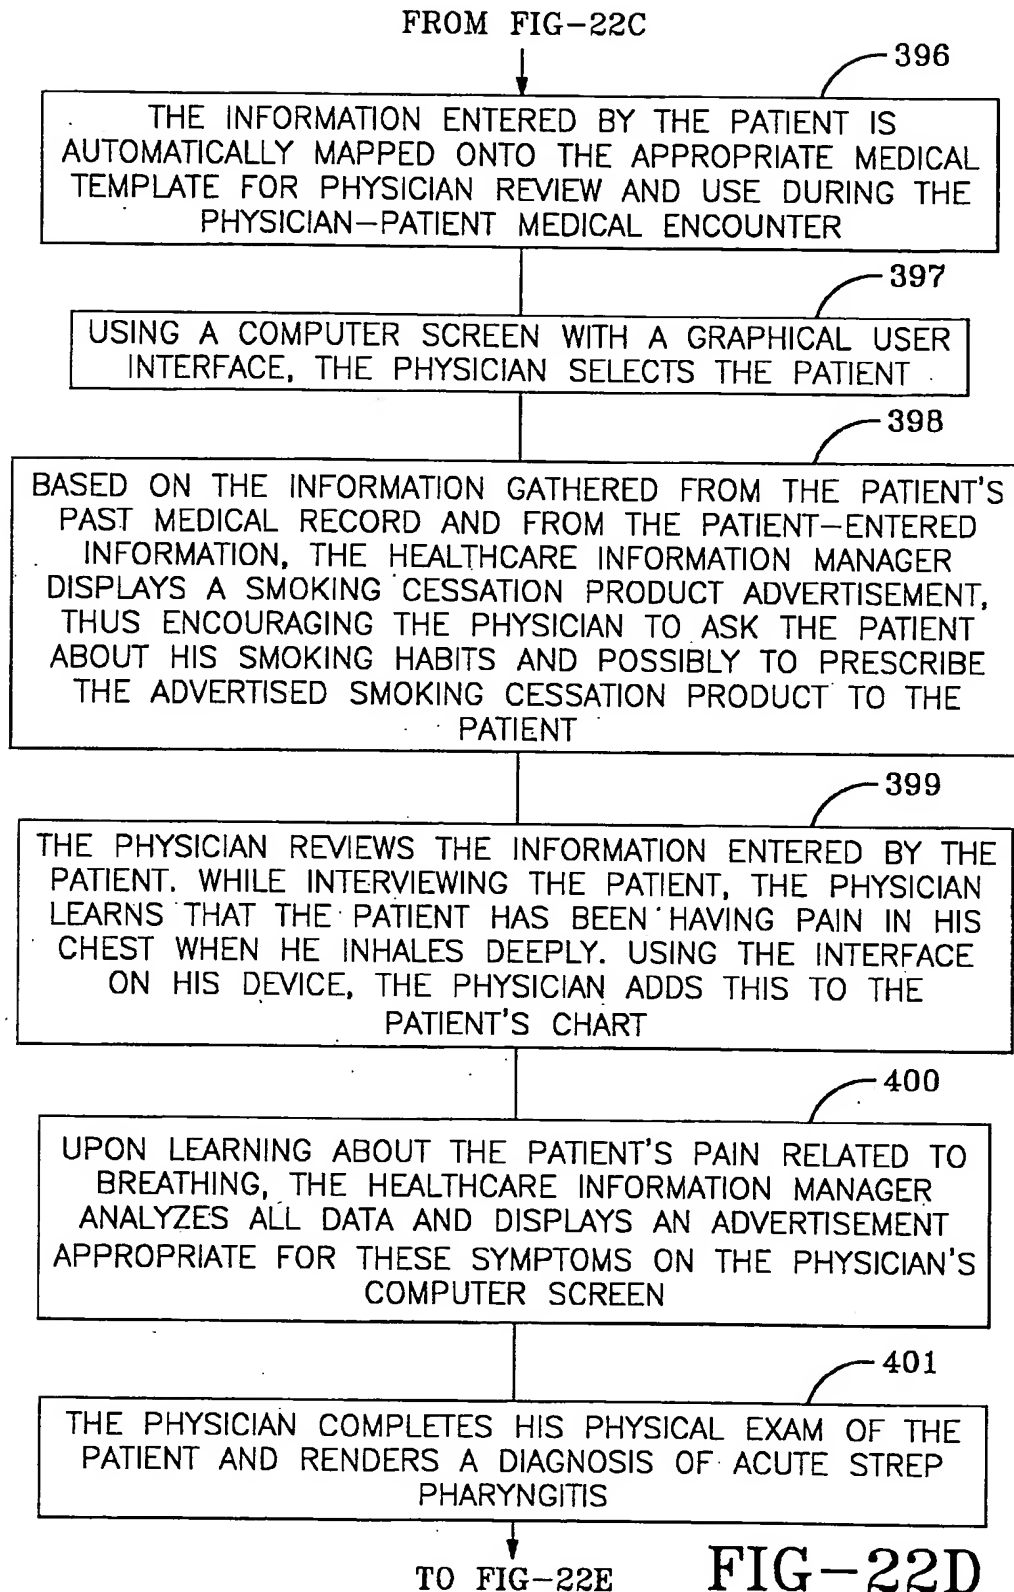 FROM FIG-22C
396
THE INFORMATION ENTERED BY THE PATIENT IS
AUTOMATICALLY MAPPED ONTO THE APPROPRIATE MEDICAL
TEMPLATE FOR PHYSICIAN REVIEW AND USE DURING THE
PHYSICIAN-PATIENT MEDICAL ENCOUNTER
397
USING A COMPUTER SCREEN WITH A GRAPHICAL USER
INTERFACE, THE PHYSICIAN SELECTS THE PATIENT
398
BASED ON THE INFORMATION GATHERED FROM THE PATIENT'S
PAST MEDICAL RECORD AND FROM THE PATIENT-ENTERED
INFORMATION, THE HEALTHCARE INFORMATION MANAGER
DISPLAYS A SMOKING CESSATION PRODUCT ADVERTISEMENT,
THUS ENCOURAGING THE PHYSICIAN TO ASK THE PATIENT
ABOUT HIS SMOKING HABITS AND POSSIBLY TO PRESCRIBE
THE ADVERTISED SMOKING CESSATION PRODUCT TO THE
PATIENT
399
THE PHYSICIAN REVIEWS THE INFORMATION ENTERED BY THE
PATIENT. WHILE INTERVIEWING THE PATIENT, THE PHYSICIAN
LEARNS THAT THE PATIENT HAS BEEN HAVING PAIN IN HIS
CHEST WHEN HE INHALES DEEPLY. USING THE INTERFACE
ON HIS DEVICE, THE PHYSICIAN ADDS THIS TO THE
PATIENT'S CHART
400
UPON LEARNING ABOUT THE PATIENT'S PAIN RELATED TO
BREATHING, THE HEALTHCARE INFORMATION MANAGER
ANALYZES ALL DATA AND DISPLAYS AN ADVERTISEMENT
APPROPRIATE FOR THESE SYMPTOMS ON THE PHYSICIAN'S
COMPUTER SCREEN
401
THE PHYSICIAN COMPLETES HIS PHYSICAL EXAM OF THE
PATIENT AND RENDERS A DIAGNOSIS OF ACUTE STREP
PHARYNGITIS
TO FIG-22E
FIG-22D